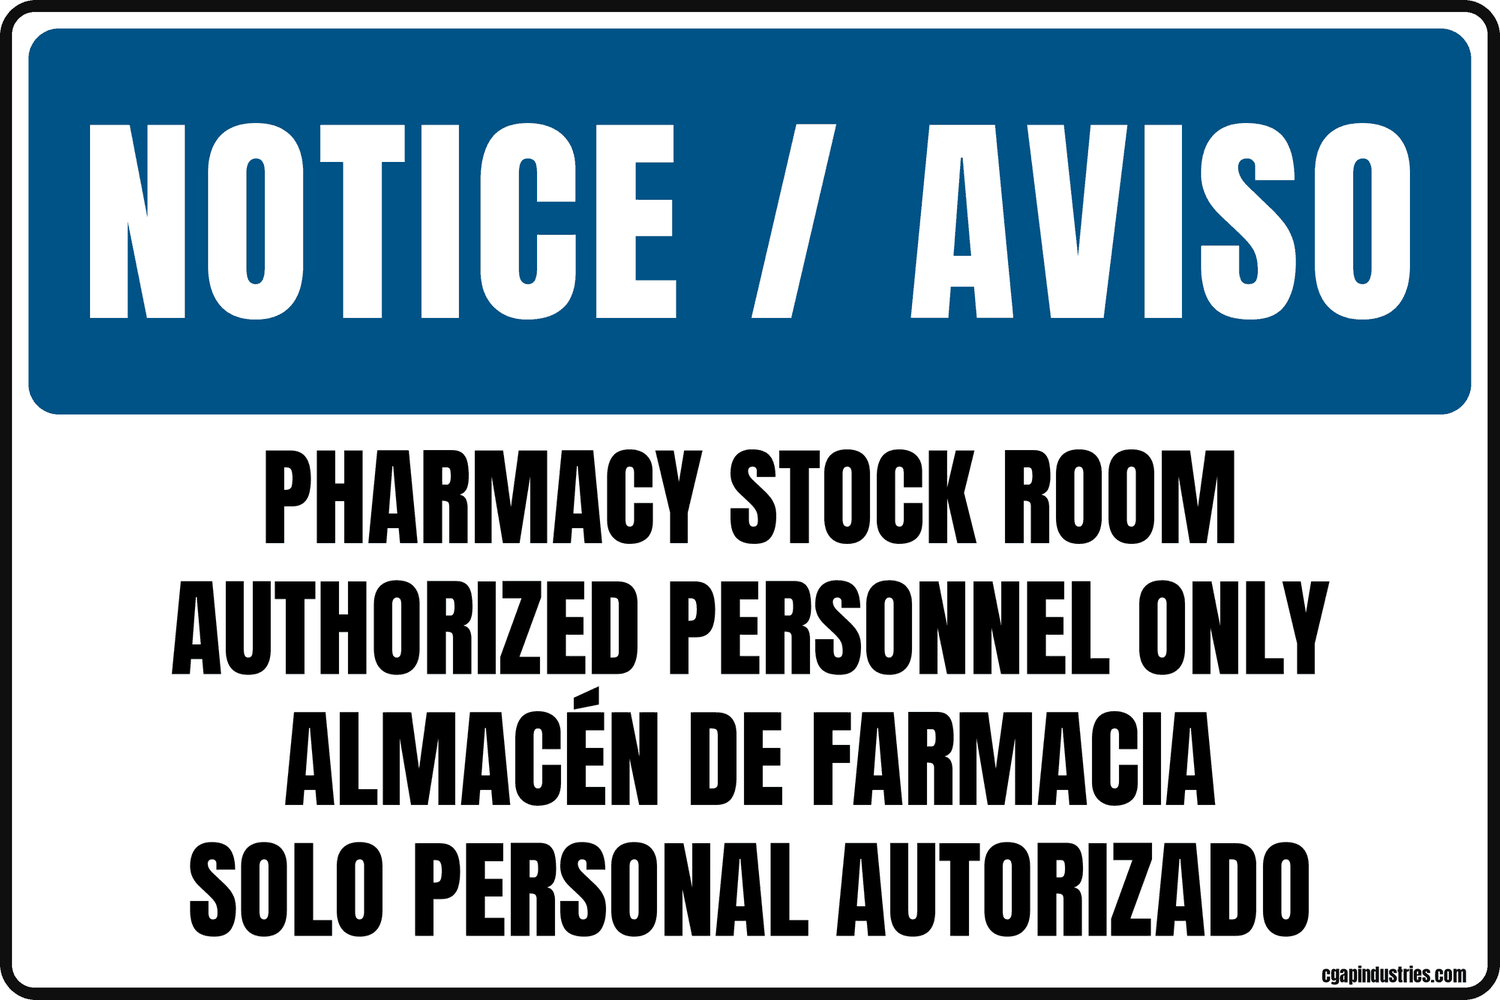 NOTICE / AVISO
PHARMACY STOCK ROOM
AUTHORIZED PERSONNEL ONLY
ALMACÉN DE FARMACIA
SOLO PERSONAL AUTORIZADO
cgapindustries.com